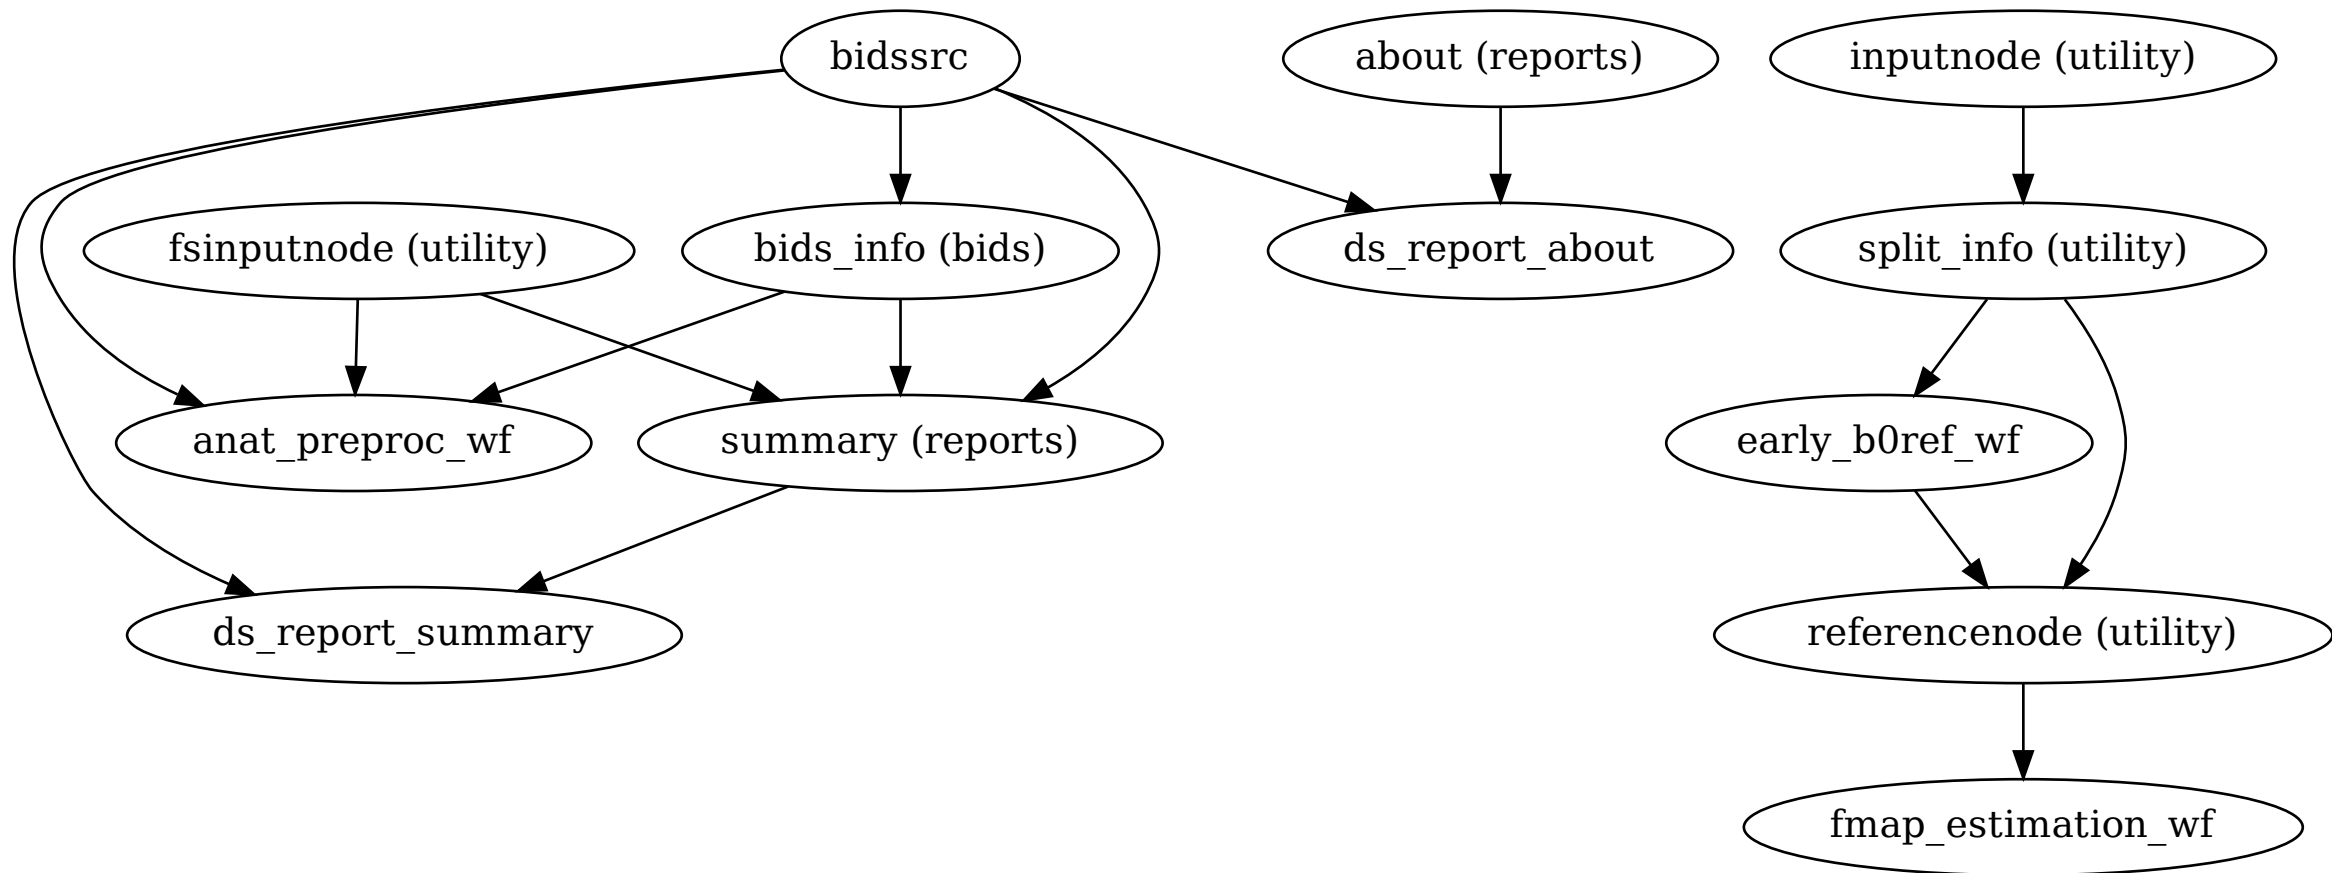 bidssrc
about (reports)
inputnode (utility)
fsinputnode (utility)
bids_info (bids)
ds_report_about
split_info (utility)
anat_preproc_wf
summary (reports)
early_b0ref_wf
ds_report_summary
referencenode (utility)
fmap_estimation_wf